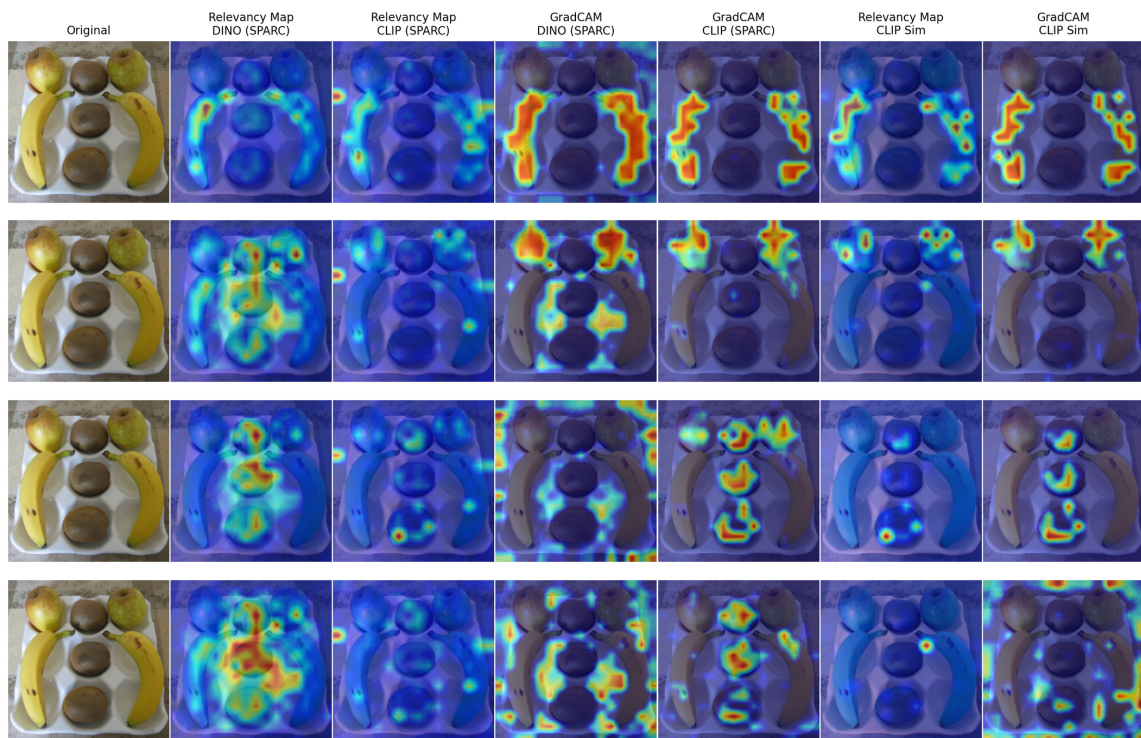 Original
Relevancy Map
DINO (SPARC)
Relevancy Map
CLIP (SPARC)
GradCAM
DINO (SPARC)
GradCAM
CLIP (SPARC)
Relevancy Map
CLIP Sim
GradCAM
CLIP Sim